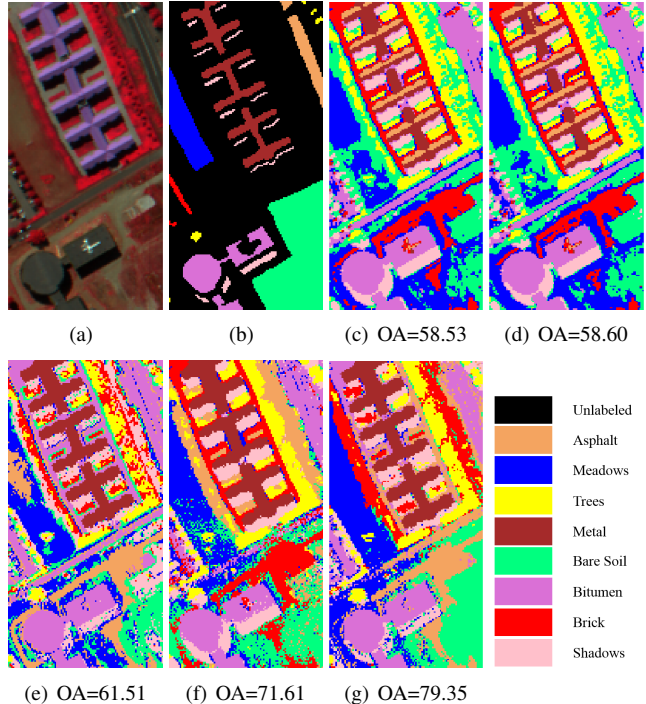 (a)
(b)
(c) OA=58.53
(d) OA=58.60
Unlabeled
Asphalt
Meadows
Trees
Metal
Bare Soil
Bitumen
Brick
Shadows
(e) OA=61.51
(f) OA=71.61
(g) OA=79.35